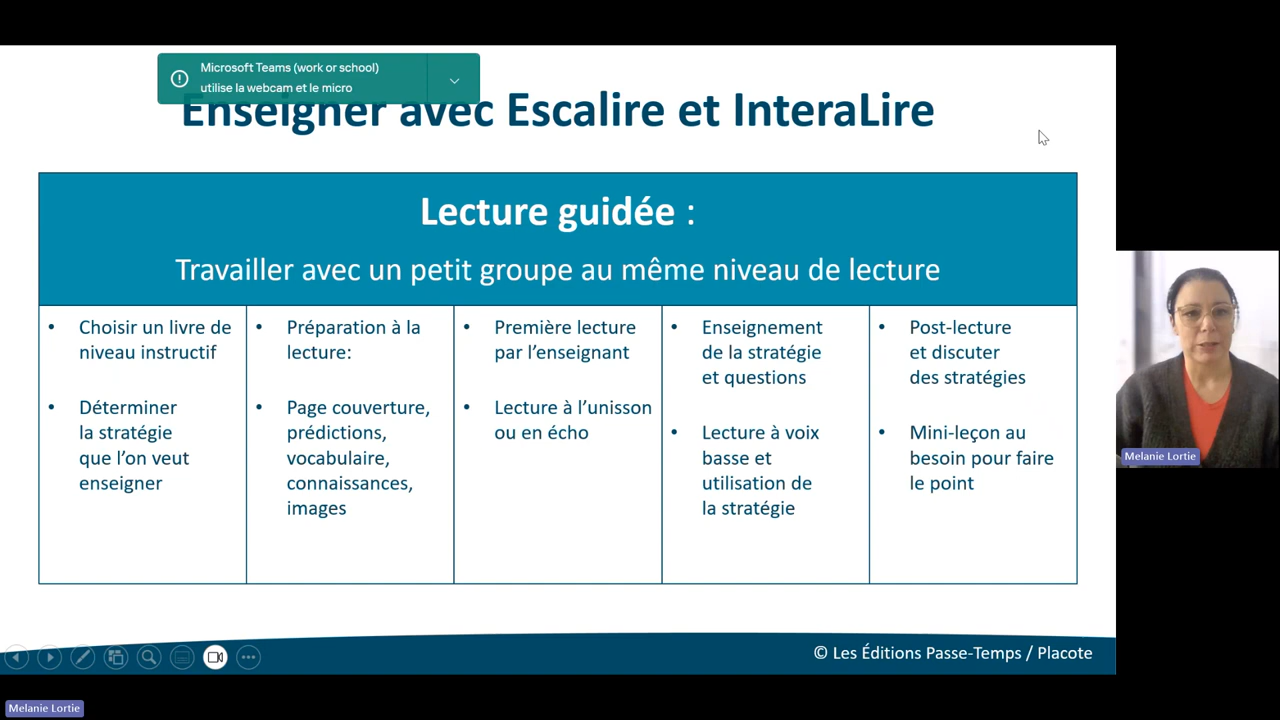 Microsoft Teams (work or school)
utilise la webcam et le micro
Enseigner avec Escalire et InteraLire
Lecture guidée :
Travailler avec un petit groupe au même niveau de lecture
• Choisir un livre de
niveau instructif
• Déterminer
la stratégie
que l’on veut
enseigner
• Préparation à la
lecture:
• Page couverture,
prédictions,
vocabulaire,
connaissances,
images
• Première lecture
par l’enseignant
• Lecture à l’unisson
ou en écho
• Enseignement
de la stratégie
et questions
• Lecture à voix
basse et
utilisation de
la stratégie
• Post-lecture
et discuter
des stratégies
• Mini-leçon au
besoin pour faire
le point
Melanie Lortie
© Les Éditions Passe-Temps / Placote
Melanie Lortie